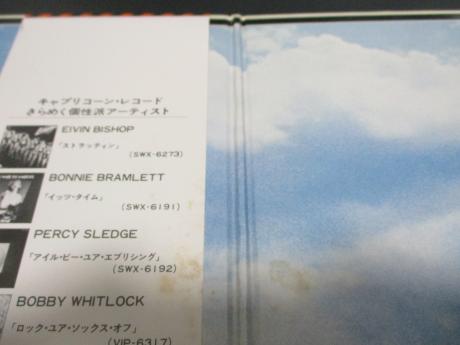 キャプリコーン・レコード
きらめく個性派アーティスト
EIVIN BISHOP
「ストラッティン」
(SWX-6273)
BONNIE BRAMLETT
「イッツ・タイム」
(SWX-6191)
PERCY SLEDGE
「アイル・ビー・ユア・エブリシング」
(SWX-6192)
BOBBY WHITLOCK
「ロック・ユア・ソックス・オフ」
(VIP-6317)